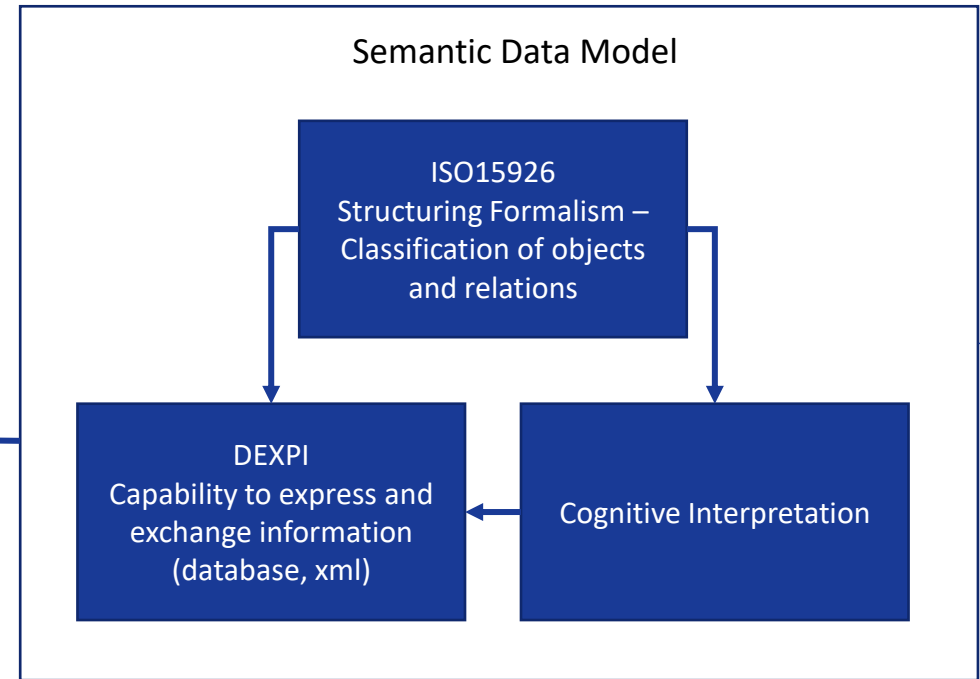 Semantic Data Model
ISO15926
Structuring Formalism –
Classification of objects
and relations
DEXPI
Capability to express and
exchange information
(database, xml)
Cognitive Interpretation